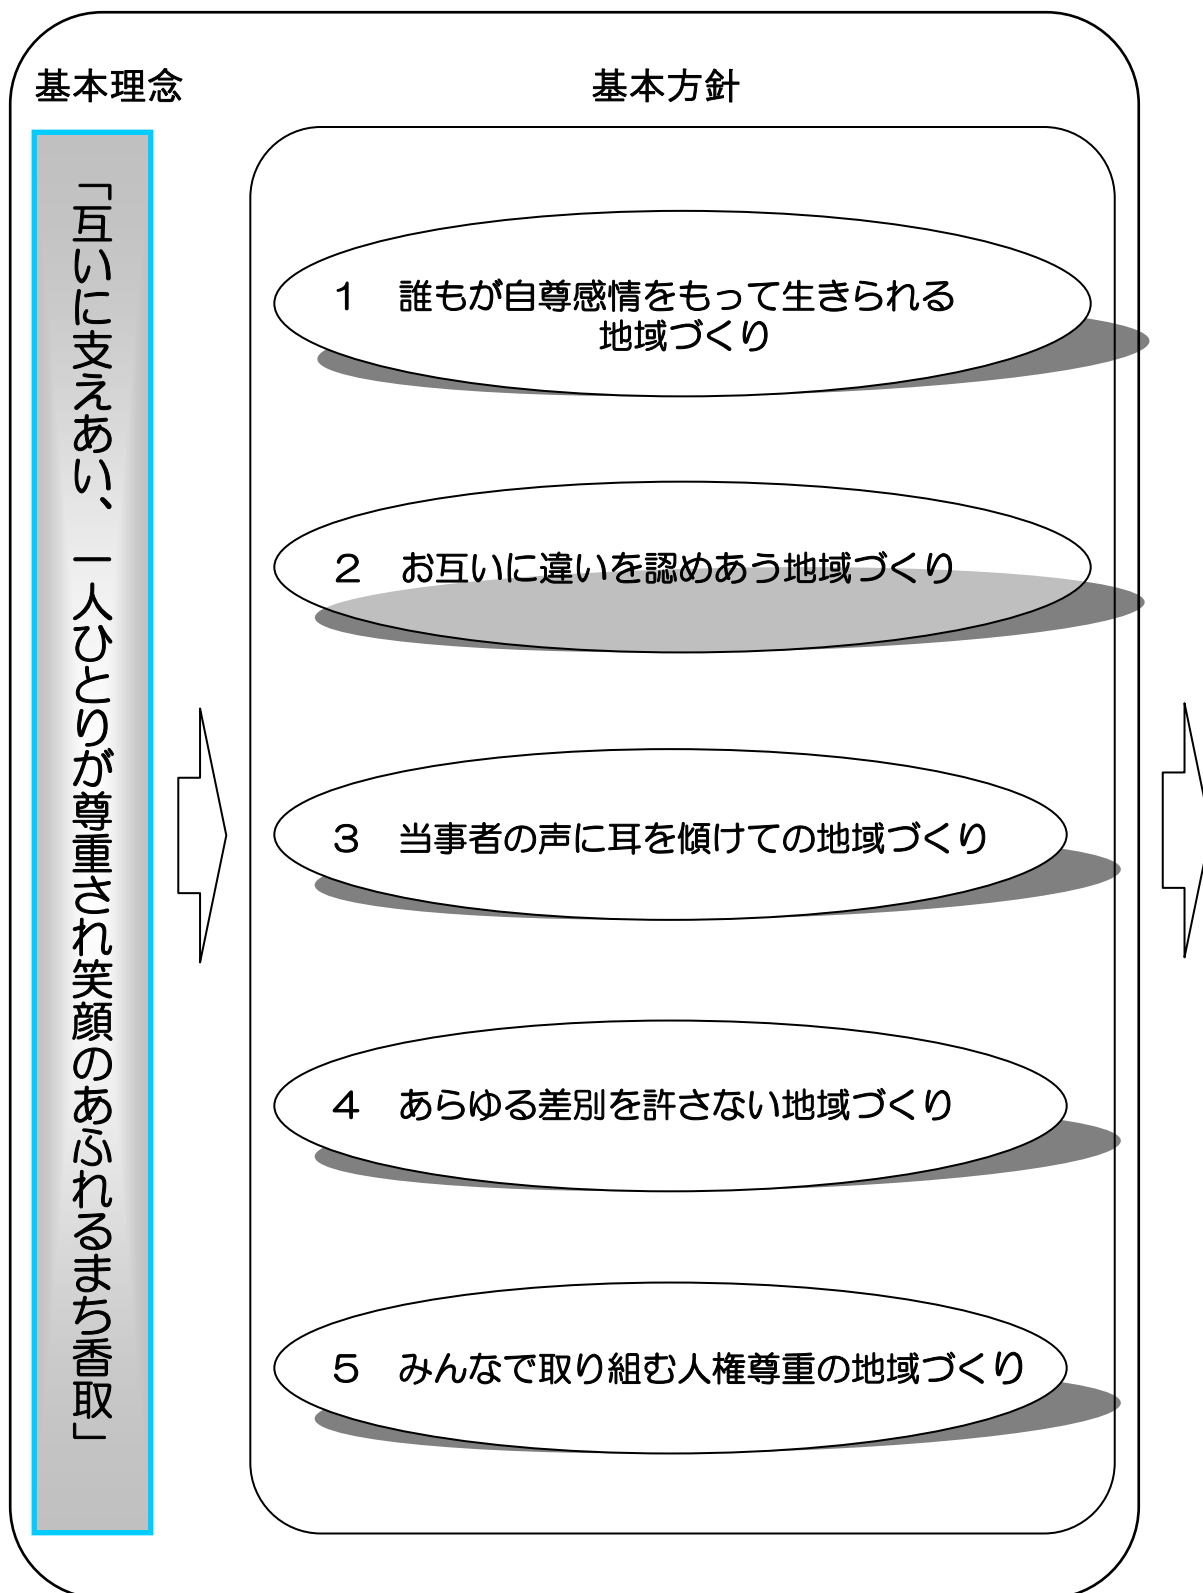 基本理念
基本方針
「互いに支えあい、一人ひとりが尊重され笑顔のあふれるまち香取」
１　誰もが自尊感情をもって生きられる
地域づくり
２　お互いに違いを認めあう地域づくり
３　当事者の声に耳を傾けての地域づくり
４　あらゆる差別を許さない地域づくり
５　みんなで取り組む人権尊重の地域づくり